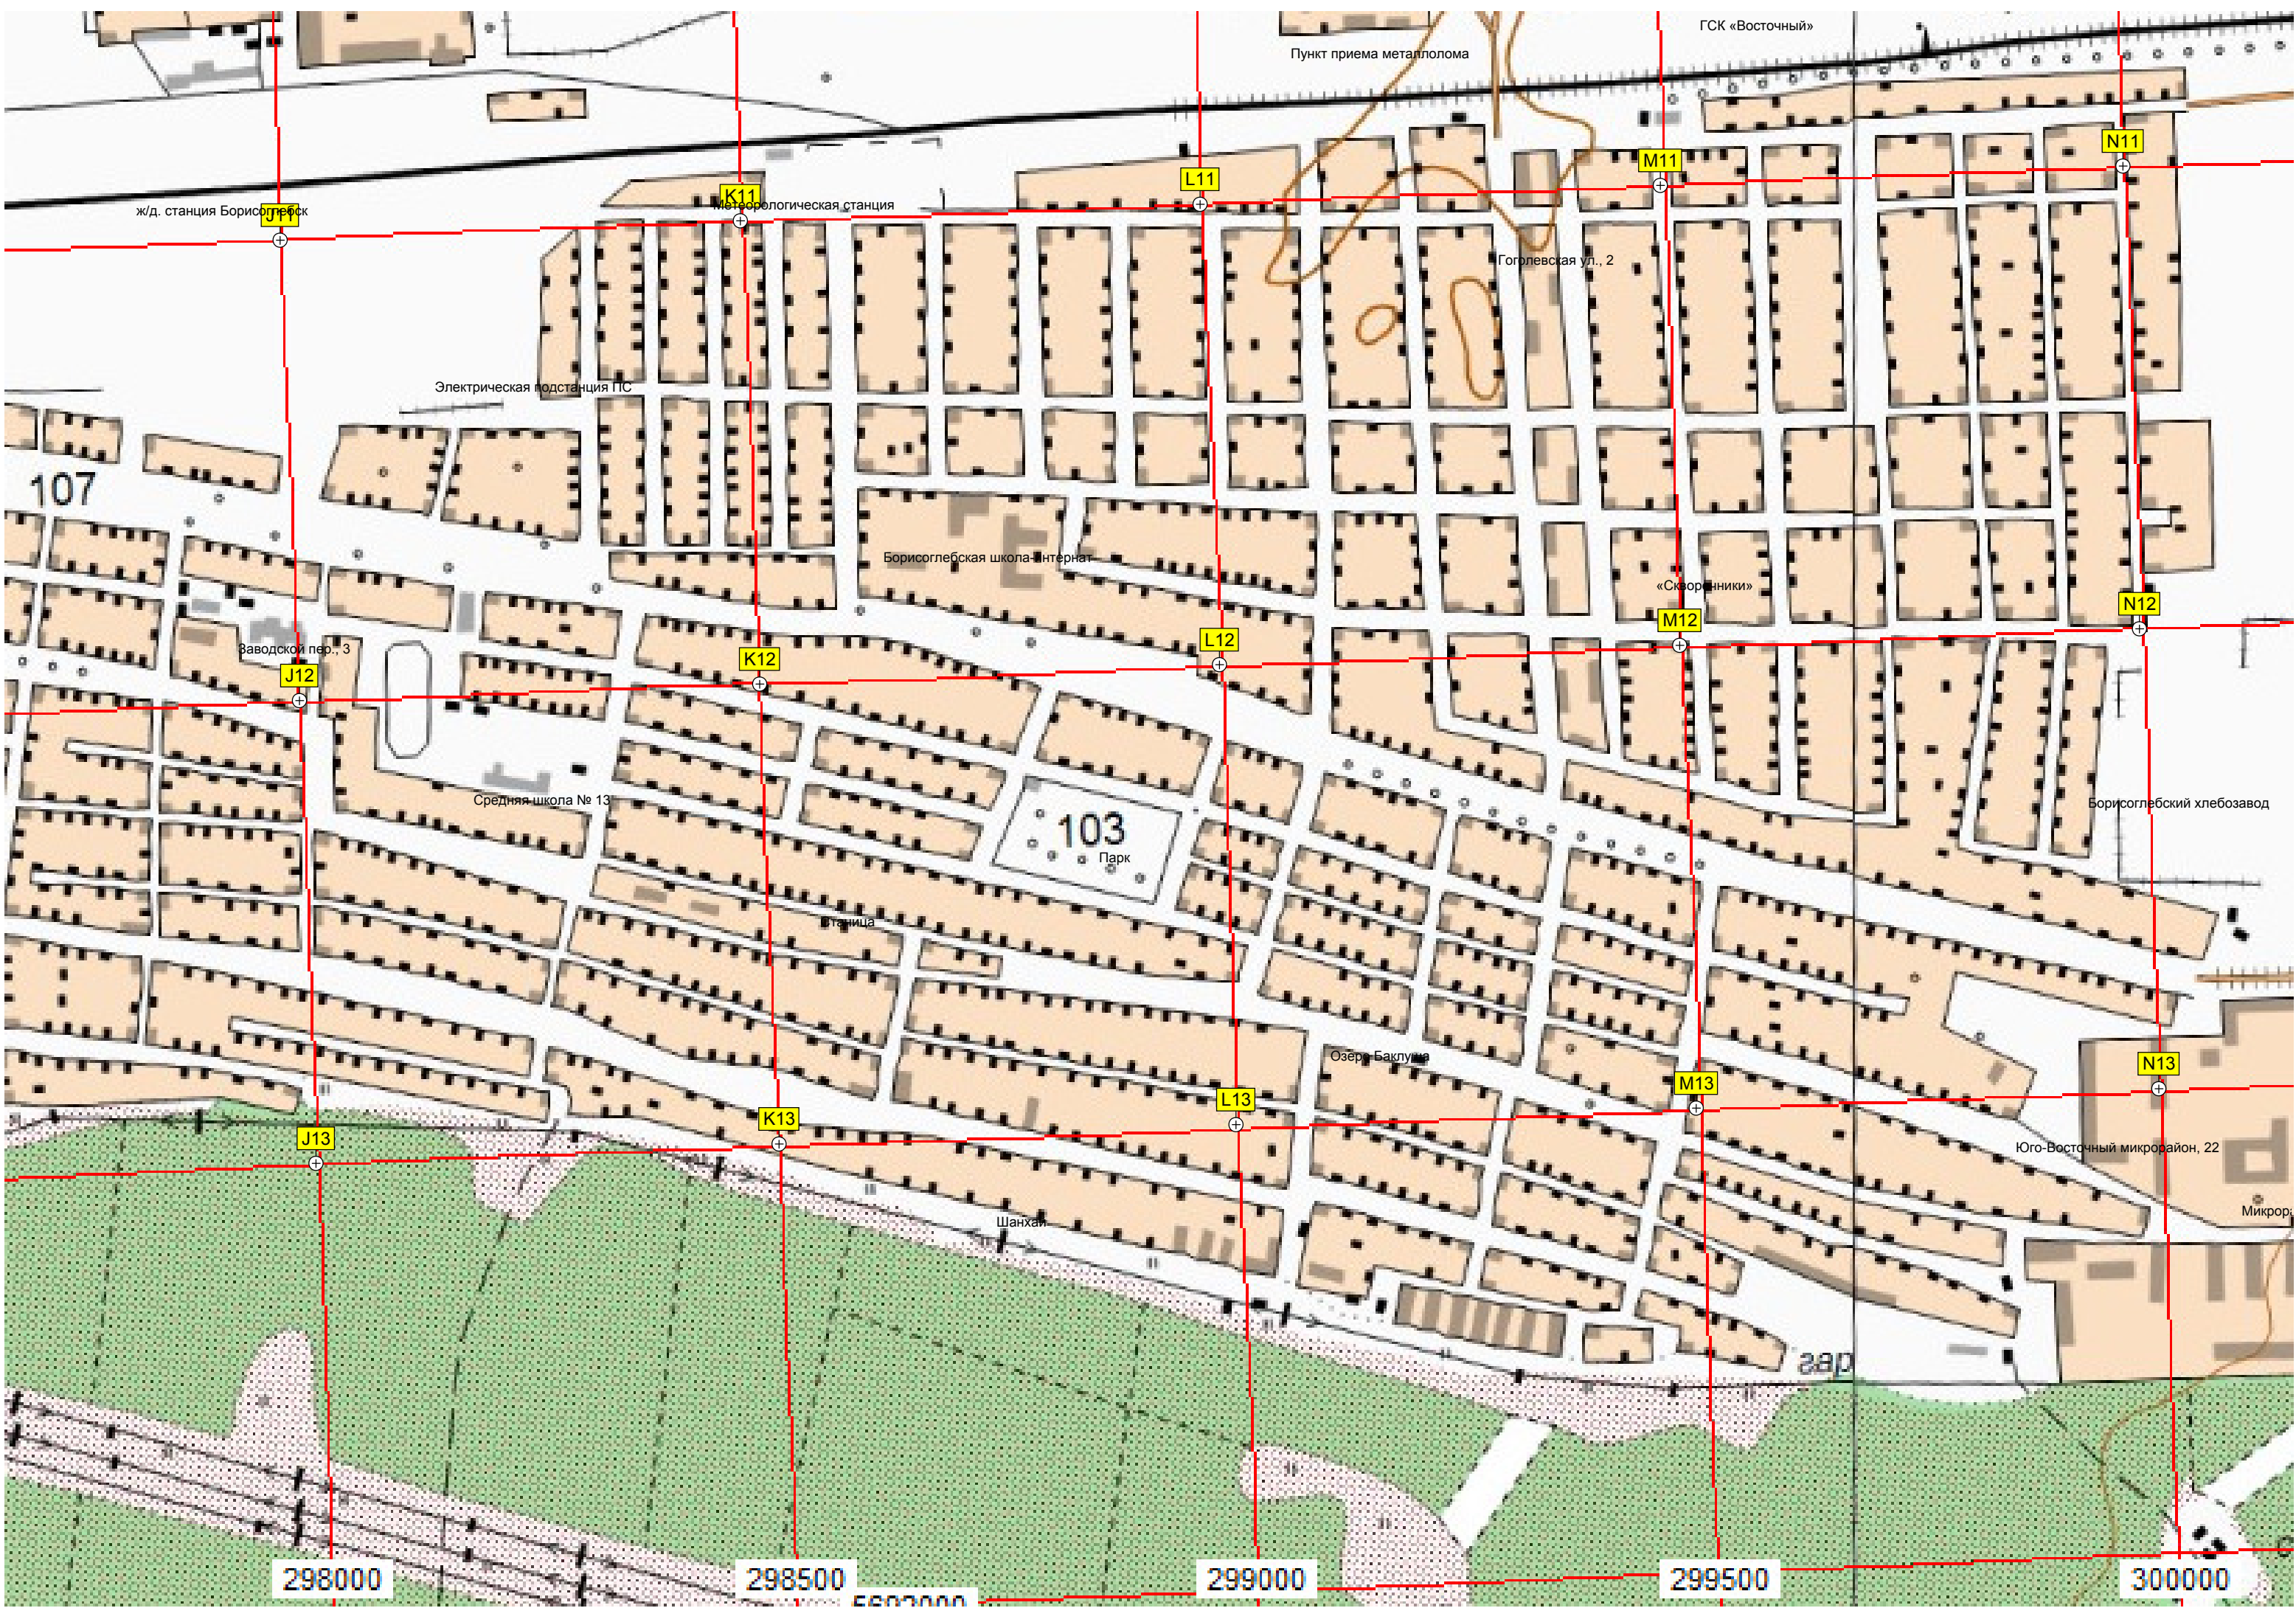 ГСК «Восточный»
Пункт приема металлолома
N11
M11
L11
K11
Метеорологическая станция
ж/д. станция Борисоглебск
J11
Гоголевская ул., 2
Электрическая подстанция ПС
107
Борисоглебская школа-интернат
«Скворечники»
N12
M12
L12
Заводской пер., 3
K12
J12
Средняя школа № 13
Борисоглебский хлебозавод
103
Парк
Станица
Озеро Баклуша
N13
M13
L13
K13
J13
Юго-Восточный микрорайон, 22
Шанхай
гар
298000
298500
299000
299500
300000
5692000